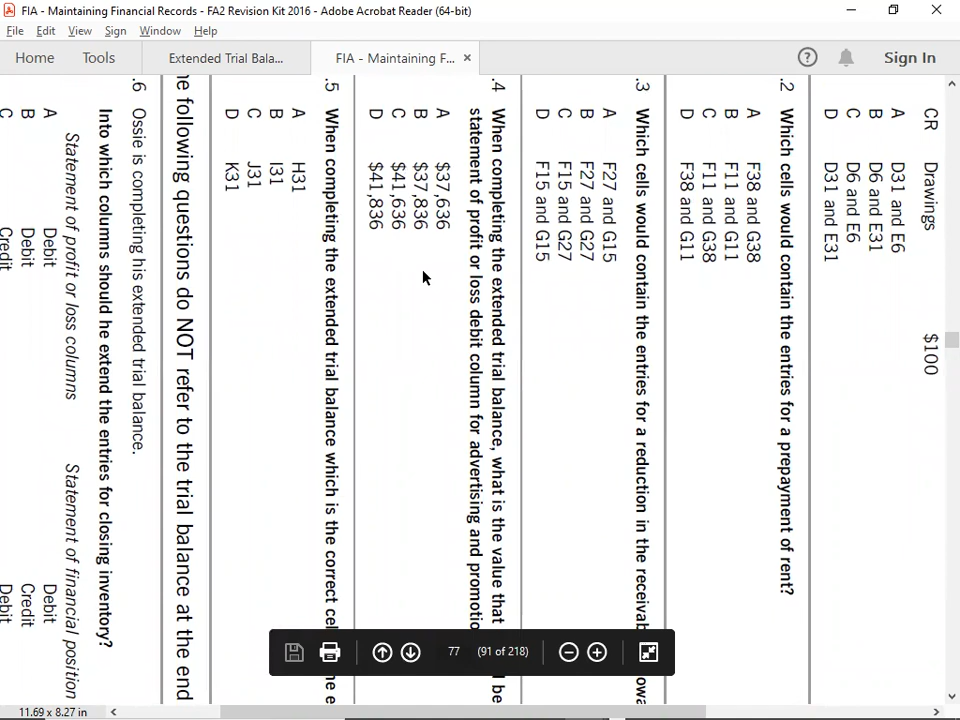 FIA - Maintaining Financial Records - FA2 Revision Kit 2016 - Adobe Acrobat Reader (64-bit)
File Edit View Sign Window Help
Home Tools Extended Trial Bala... FIA - Maintaining F... × Sign In
CR Drawings $100
A D31 and E6
B D6 and E31
C D6 and E6
D D31 and E31
.2 Which cells would contain the entries for a prepayment of rent?
A F38 and G38
B F11 and G11
C F11 and G38
D F38 and G11
.3 Which cells would contain the entries for a reduction in the receivab
A F27 and G15
B F27 and G27
C F15 and G27
D F15 and G15
.4 When completing the extended trial balance, what is the value that
statement of profit or loss debit column for advertising and promotio
A $37,636
B $37,836
C $41,636
D $41,836
.5 When completing the extended trial balance which is the correct cel
A H31
B I31
C J31
D K31
he following questions do NOT refer to the trial balance at the end
.6 Ossie is completing his extended trial balance.
Into which columns should he extend the entries for closing inventory?
Statement of profit or loss columns Statement of financial position
A Debit Debit
B Debit Credit
C Credit Debit
77 (91 of 218)
11.69 x 8.27 in